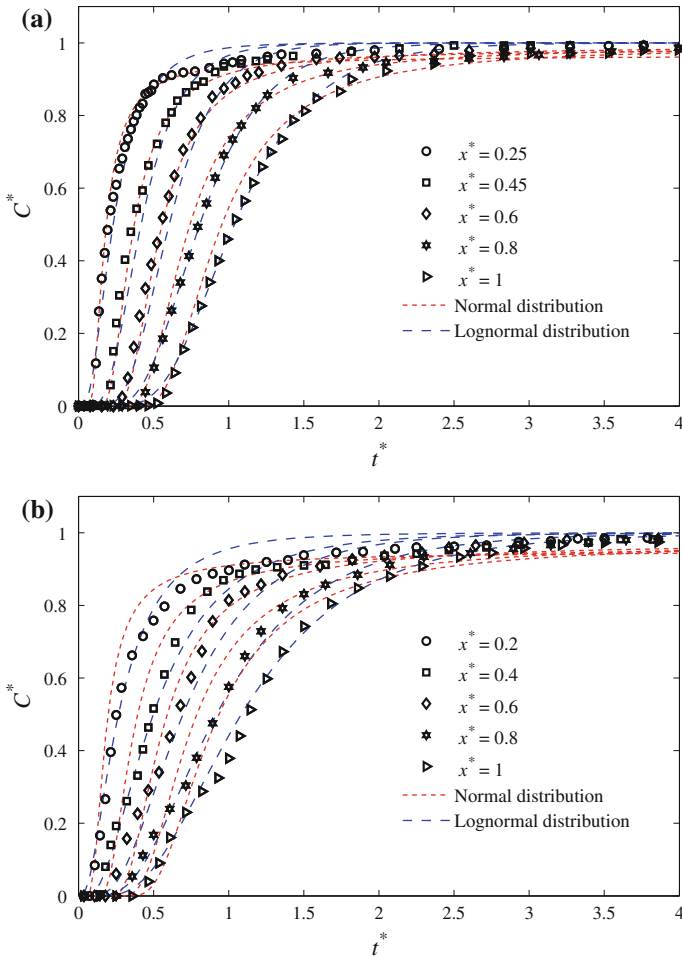 (a)
1
0.8
0.6
0.4
0.2
0
C*
x* = 0.25
x* = 0.45
x* = 0.6
x* = 0.8
x* = 1
Normal distribution
Lognormal distribution
0 0.5 1 1.5 2 2.5 3 3.5 4
t*
(b)
1
0.8
0.6
0.4
0.2
0
C*
x* = 0.2
x* = 0.4
x* = 0.6
x* = 0.8
x* = 1
Normal distribution
Lognormal distribution
0 0.5 1 1.5 2 2.5 3 3.5 4
t*